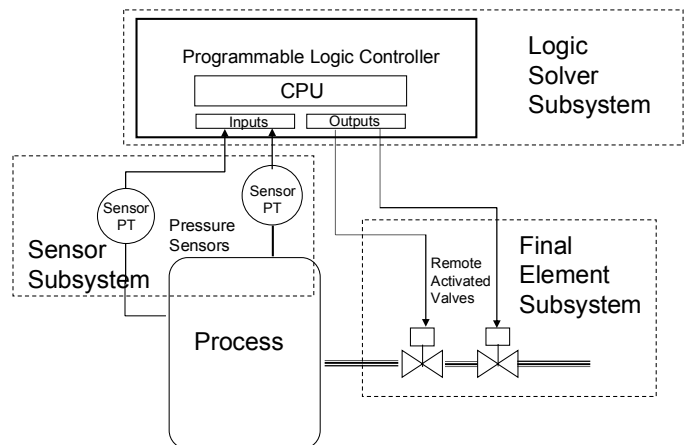 Programmable Logic Controller
CPU
Inputs
Outputs
Logic
Solver
Subsystem
Sensor
PT
Sensor
PT
Pressure
Sensors
Sensor
Subsystem
Process
Remote
Activated
Valves
Final
Element
Subsystem